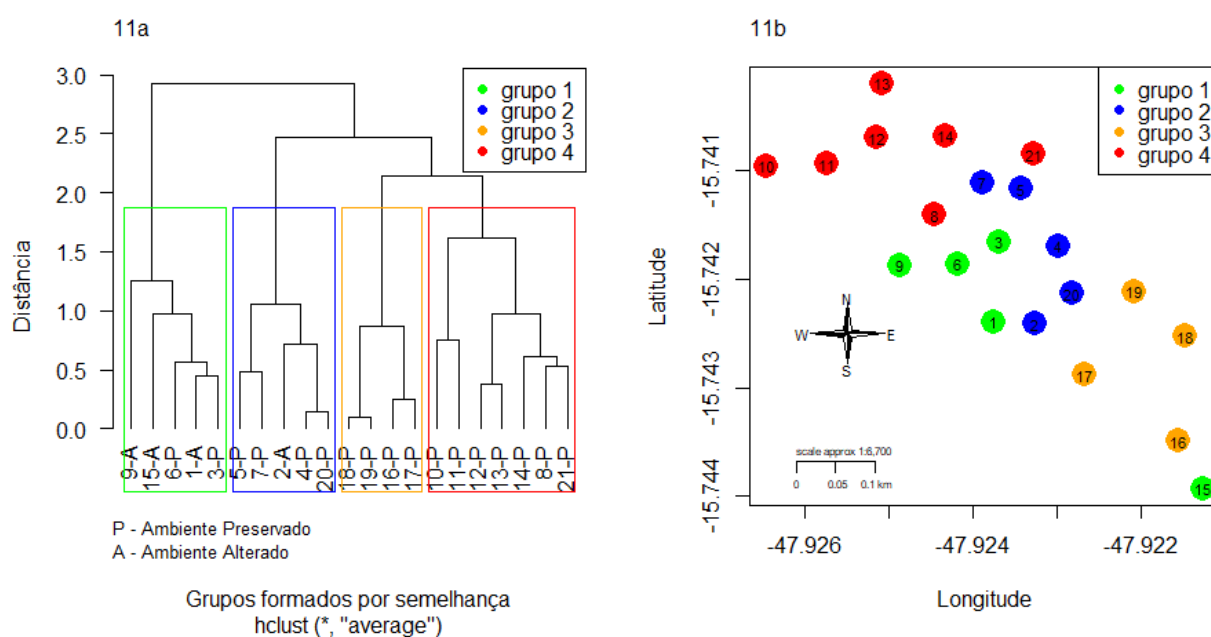 11a
3.0
2.5
2.0
1.5
1.0
0.5
0.0
Distância
grupo 1
grupo 2
grupo 3
grupo 4
9-A
15-A
6-P
1-A
3-P
5-P
7-P
2-A
4-P
20-P
18-P
19-P
16-P
17-P
10-P
11-P
12-P
13-P
14-P
8-P
21-P
P - Ambiente Preservado
A - Ambiente Alterado
Grupos formados por semelhança
hclust (*, "average")
11b
grupo 1
grupo 2
grupo 3
grupo 4
-15.741
-15.742
-15.743
-15.744
Latitude
13
12
14
21
10
11
7
5
8
3
4
9
6
20
19
1
2
18
17
16
15
N
W
E
S
scale approx 1:6,700
0
0.05
0.1 km
-47.926
-47.924
-47.922
Longitude